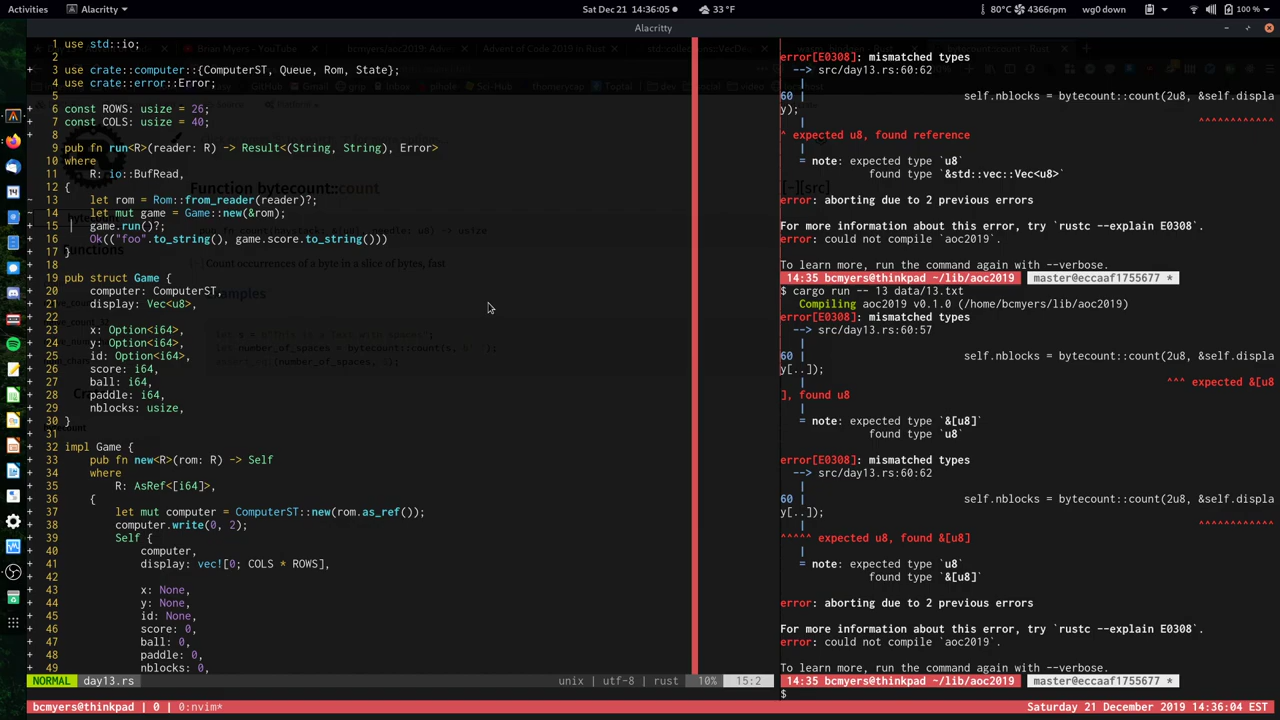 Activities
Alacritty
Sat Dec 21 14:36:05
33 °F
80°C
4366rpm
wg0 down
100 %
Alacritty
1 use std::io;
2
3 use crate::computer::{ComputerST, Queue, Rom, State};
4 use crate::error::Error;
5
6 const ROWS: usize = 26;
7 const COLS: usize = 40;
8
9 pub fn run<R>(reader: R) -> Result<(String, String), Error>
10 where
11     R: io::BufRead,
12 {
13     let rom = Rom::from_reader(reader)?;
14     let mut game = Game::new(&rom);
15     game.run()?;
16     Ok(("foo".to_string(), game.score.to_string()))
17 }
18
19 pub struct Game {
20     computer: ComputerST,
21     display: Vec<u8>,
22
23     x: Option<i64>,
24     y: Option<i64>,
25     id: Option<i64>,
26     score: i64,
27     ball: i64,
28     paddle: i64,
29     nblocks: usize,
30 }
31
32 impl Game {
33     pub fn new<R>(rom: R) -> Self
34     where
35         R: AsRef<[i64]>,
36     {
37         let mut computer = ComputerST::new(rom.as_ref());
38         computer.write(0, 2);
39         Self {
40             computer,
41             display: vec![0; COLS * ROWS],
42
43             x: None,
44             y: None,
45             id: None,
46             score: 0,
47             ball: 0,
48             paddle: 0,
49             nblocks: 0,
NORMAL day13.rs unix | utf-8 | rust 10% 15:2
error[E0308]: mismatched types
--> src/day13.rs:60:62
|
60 |                         self.nblocks = bytecount::count(2u8, &self.displa
y);
|                                                              ^^^^^^^^^^^^
^ expected u8, found reference
|
= note: expected type `u8`
found type `&std::vec::Vec<u8>`
error: aborting due to 2 previous errors
For more information about this error, try `rustc --explain E0308`.
error: could not compile `aoc2019`.
To learn more, run the command again with --verbose.
14:35 bcmyers@thinkpad ~/lib/aoc2019 master@eccaaf1755677 *
$ cargo run -- 13 data/13.txt
Compiling aoc2019 v0.1.0 (/home/bcmyers/lib/aoc2019)
error[E0308]: mismatched types
--> src/day13.rs:60:57
|
60 |                         self.nblocks = bytecount::count(2u8, &self.displa
y[..]);
|                                                         ^^^ expected &[u8
], found u8
|
= note: expected type `&[u8]`
found type `u8`
error[E0308]: mismatched types
--> src/day13.rs:60:62
|
60 |                         self.nblocks = bytecount::count(2u8, &self.displa
y[..]);
|                                                              ^^^^^^^^^^^^
^^^^^ expected u8, found &[u8]
|
= note: expected type `u8`
found type `&[u8]`
error: aborting due to 2 previous errors
For more information about this error, try `rustc --explain E0308`.
error: could not compile `aoc2019`.
To learn more, run the command again with --verbose.
14:35 bcmyers@thinkpad ~/lib/aoc2019 master@eccaaf1755677 *
$
Function bytecount::count
[−][src]
Count occurrences of a byte in a slice of bytes, fast
Examples
bcmyers@thinkpad | 0 | 0:nvim*
Saturday 21 December 2019 14:36:04 EST